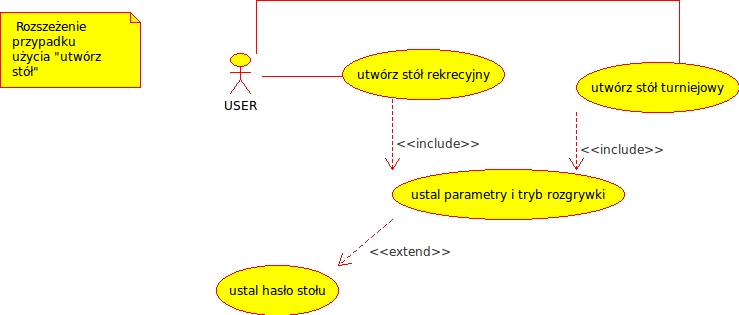 Rozszeżenie
przypadku
użycia "utwórz
stół"
USER
utwórz stół rekrecyjny
utwórz stół turniejowy
<<include>>
<<include>>
ustal parametry i tryb rozgrywki
<<extend>>
ustal hasło stołu